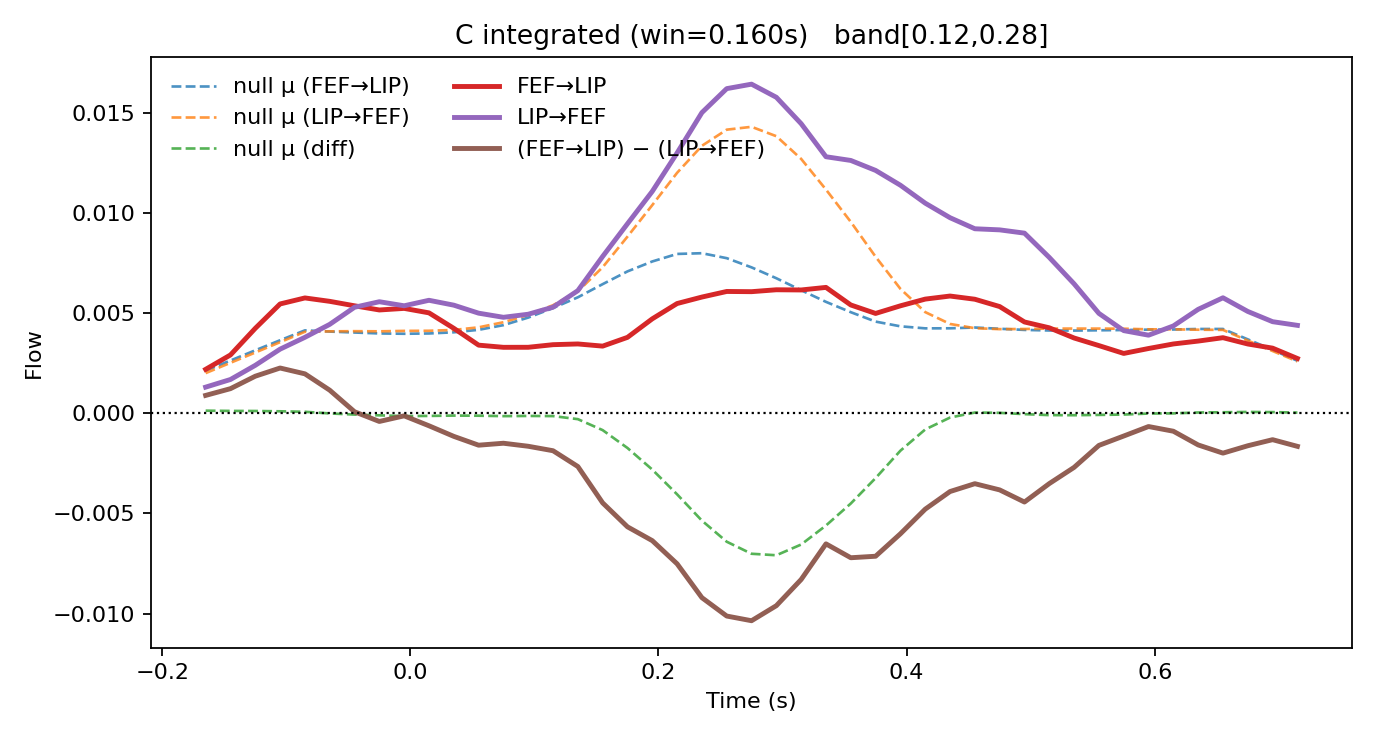 C integrated (win=0.160s)   band[0.12,0.28]
null μ (FEF→LIP)
null μ (LIP→FEF)
null μ (diff)
FEF→LIP
LIP→FEF
(FEF→LIP) − (LIP→FEF)
Flow
0.015
0.010
0.005
0.000
−0.005
−0.010
−0.2
0.0
0.2
0.4
0.6
Time (s)